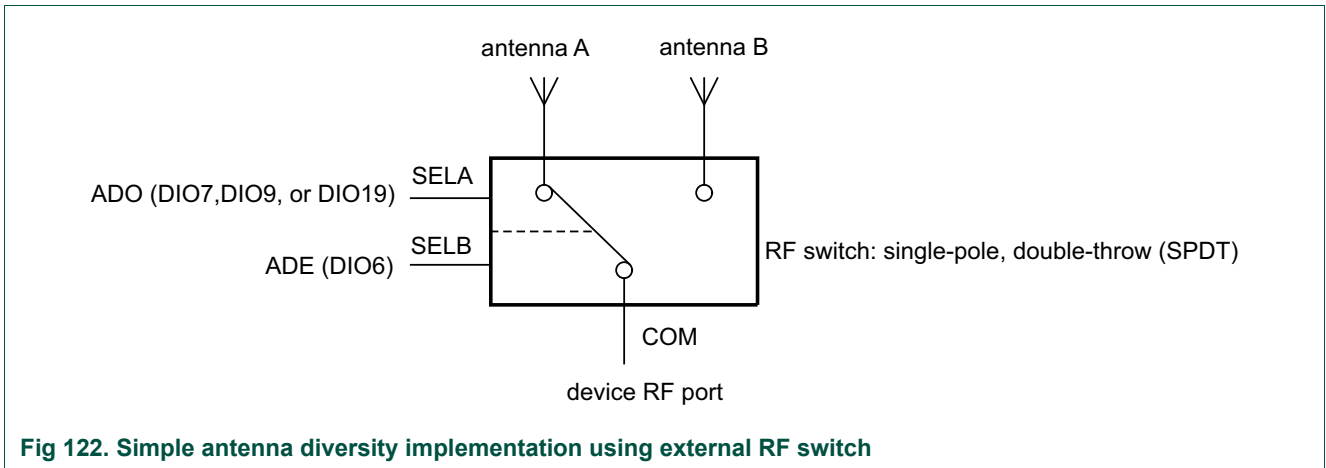 antenna A
antenna B
ADO (DIO7,DIO9, or DIO19)
SELA
ADE (DIO6)
SELB
RF switch: single-pole, double-throw (SPDT)
COM
device RF port
Fig 122. Simple antenna diversity implementation using external RF switch